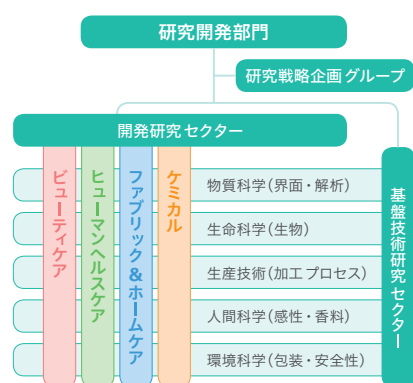 研究開発部門
研究戦略企画グループ
開発研究セクター
ビューティケア
ヒューマンヘルスケア
ファブリック&ホームケア
ケミカル
物質科学(界面・解析)
生命科学(生物)
生産技術(加工プロセス)
人間科学(感性・香料)
環境科学(包装・安全性)
基盤技術研究セクター